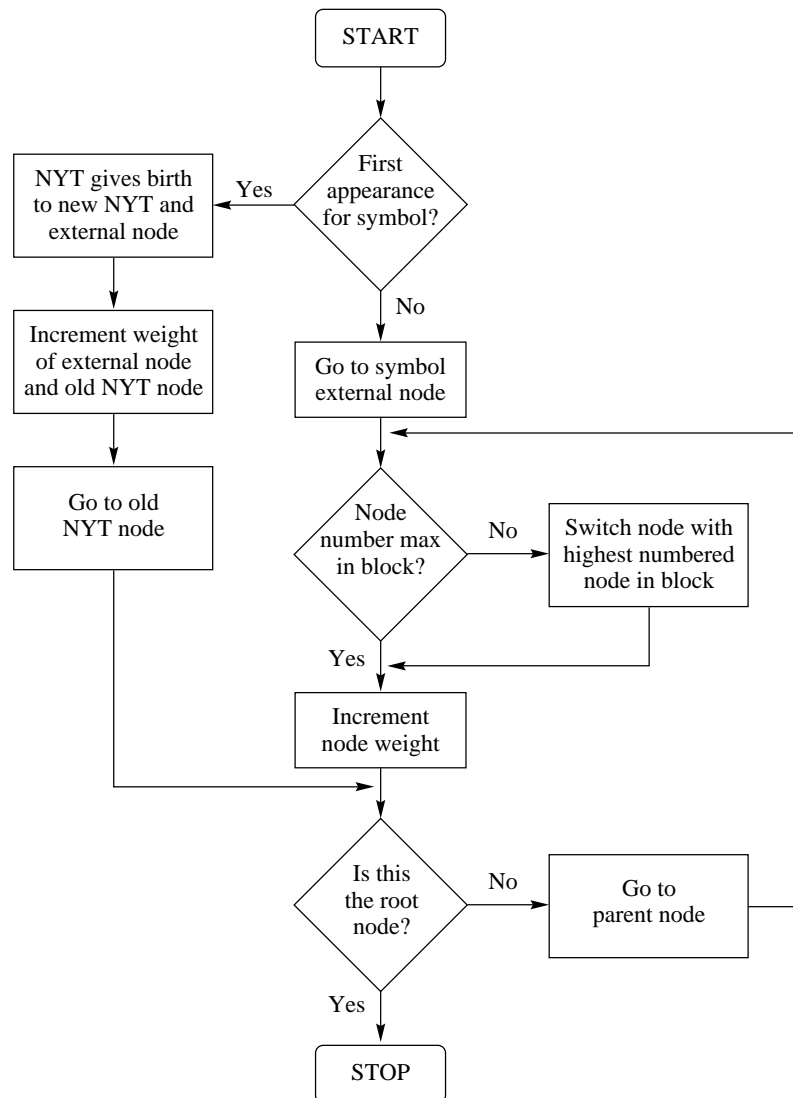 START
First
appearance
for symbol?
Yes
NYT gives birth
to new NYT and
external node
Increment weight
of external node
and old NYT node
Go to old
NYT node
No
Go to symbol
external node
Node
number max
in block?
No
Switch node with
highest numbered
node in block
Yes
Increment
node weight
Is this
the root
node?
No
Go to
parent node
Yes
STOP